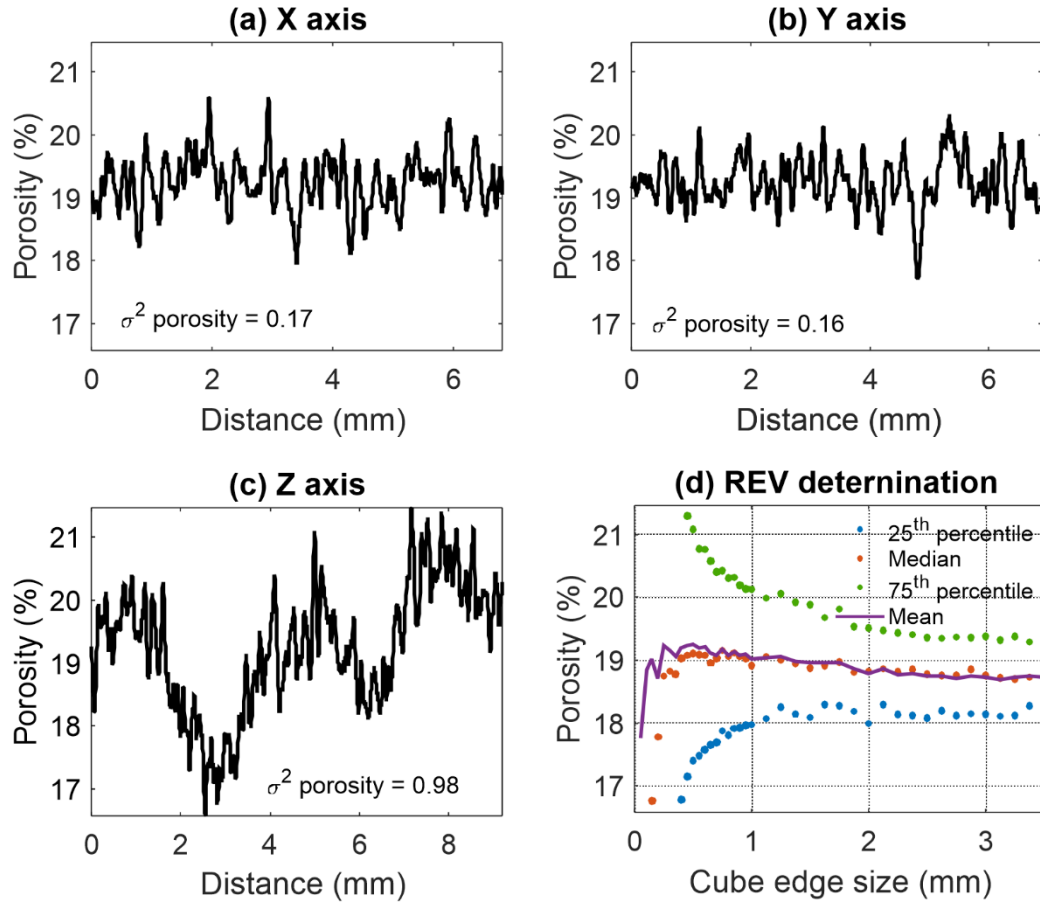 (a) X axis
21
20
19
18
17
Porosity (%)
σ² porosity = 0.17
0 2 4 6
Distance (mm)
(b) Y axis
21
20
19
18
17
Porosity (%)
σ² porosity = 0.16
0 2 4 6
Distance (mm)
(c) Z axis
21
20
19
18
17
Porosity (%)
σ² porosity = 0.98
0 2 4 6 8
Distance (mm)
(d) REV deternination
21
20
19
18
17
Porosity (%)
25th percentile
Median
75th percentile
Mean
0 1 2 3
Cube edge size (mm)